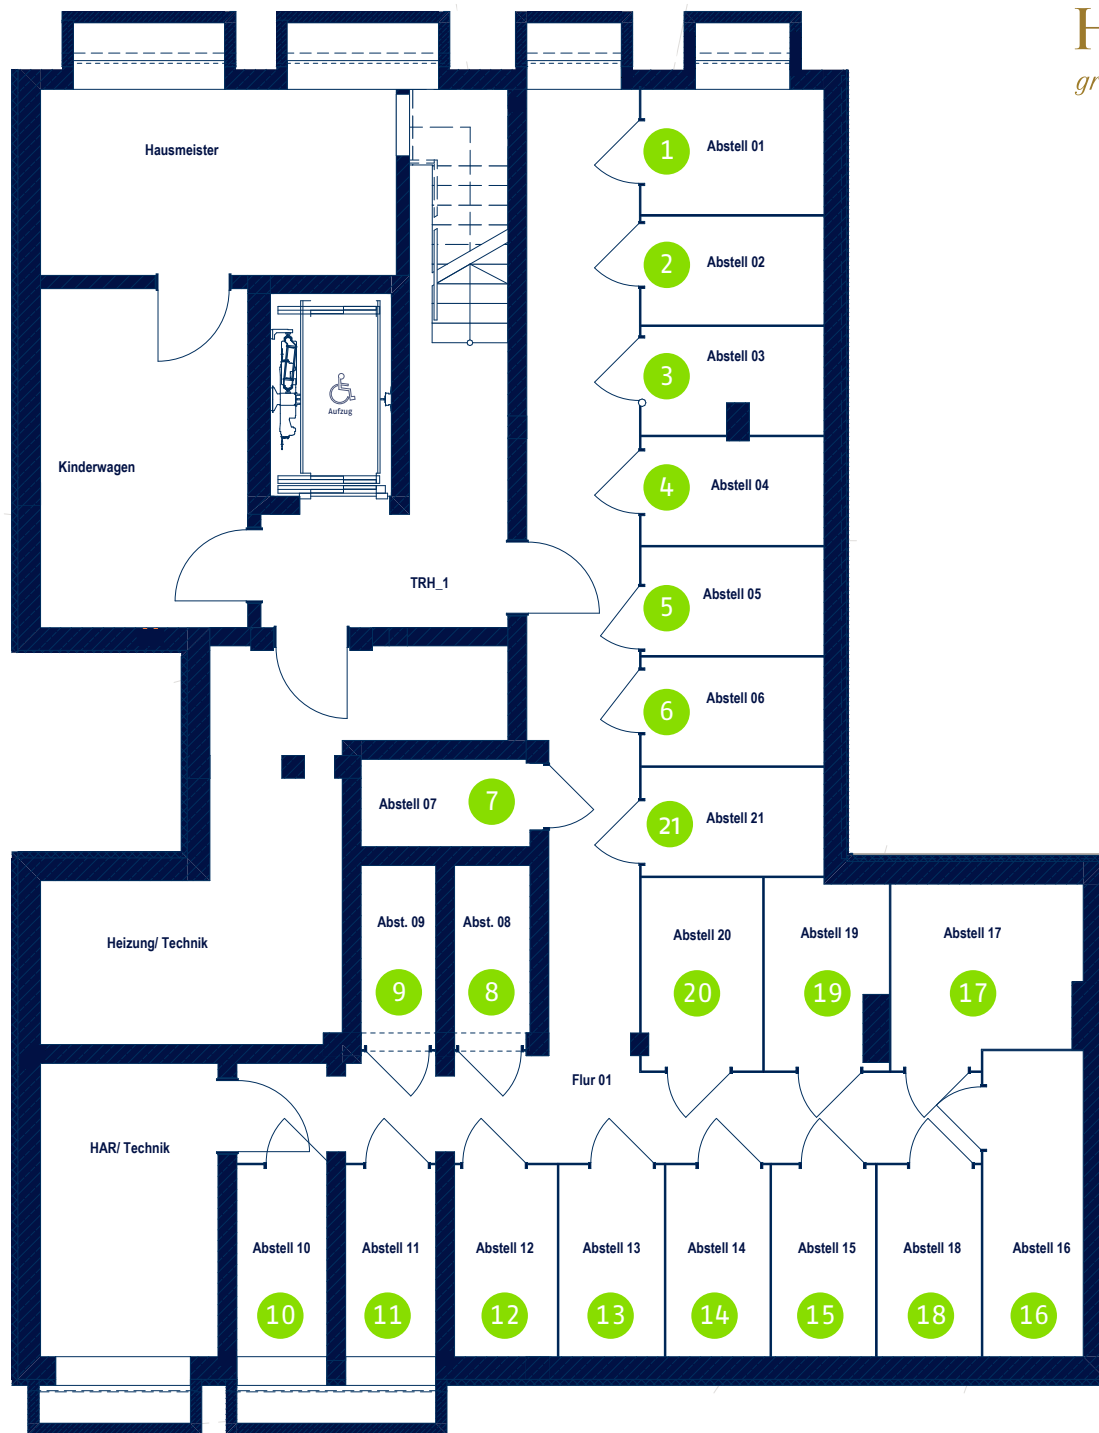 H
gr
Hausmeister
1
Abstell 01
2
Abstell 02
3
Abstell 03
Aufzug
Kinderwagen
4
Abstell 04
TRH_1
5
Abstell 05
6
Abstell 06
Abstell 07
7
21
Abstell 21
Abst. 09
Abst. 08
Heizung/ Technik
Abstell 20
Abstell 19
Abstell 17
9
8
20
19
17
Flur 01
HAR/ Technik
Abstell 10
Abstell 11
Abstell 12
Abstell 13
Abstell 14
Abstell 15
Abstell 18
Abstell 16
10
11
12
13
14
15
18
16